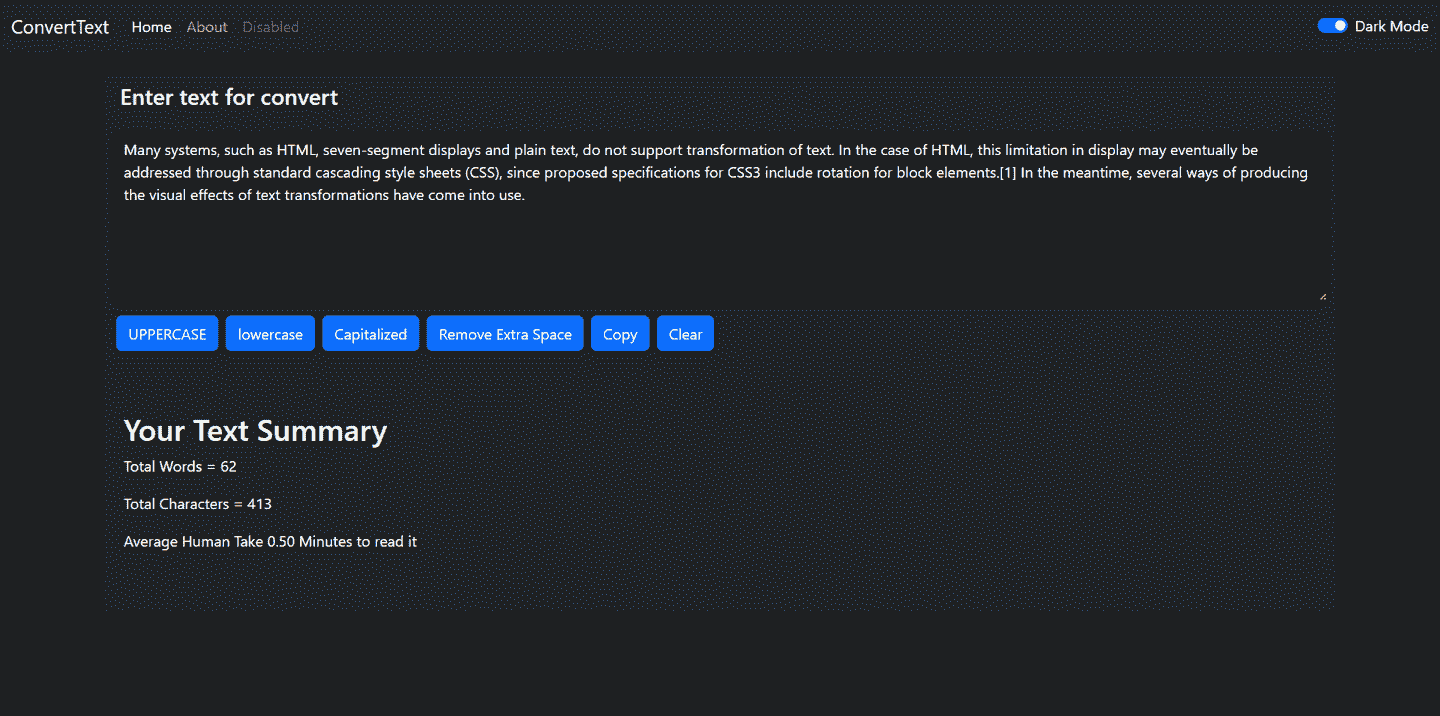 ConvertText Home About Disabled Dark Mode
Enter text for convert
Many systems, such as HTML, seven-segment displays and plain text, do not support transformation of text. In the case of HTML, this limitation in display may eventually be
addressed through standard cascading style sheets (CSS), since proposed specifications for CSS3 include rotation for block elements.[1] In the meantime, several ways of producing
the visual effects of text transformations have come into use.
UPPERCASE lowercase Capitalized Remove Extra Space Copy Clear
Your Text Summary
Total Words = 62
Total Characters = 413
Average Human Take 0.50 Minutes to read it